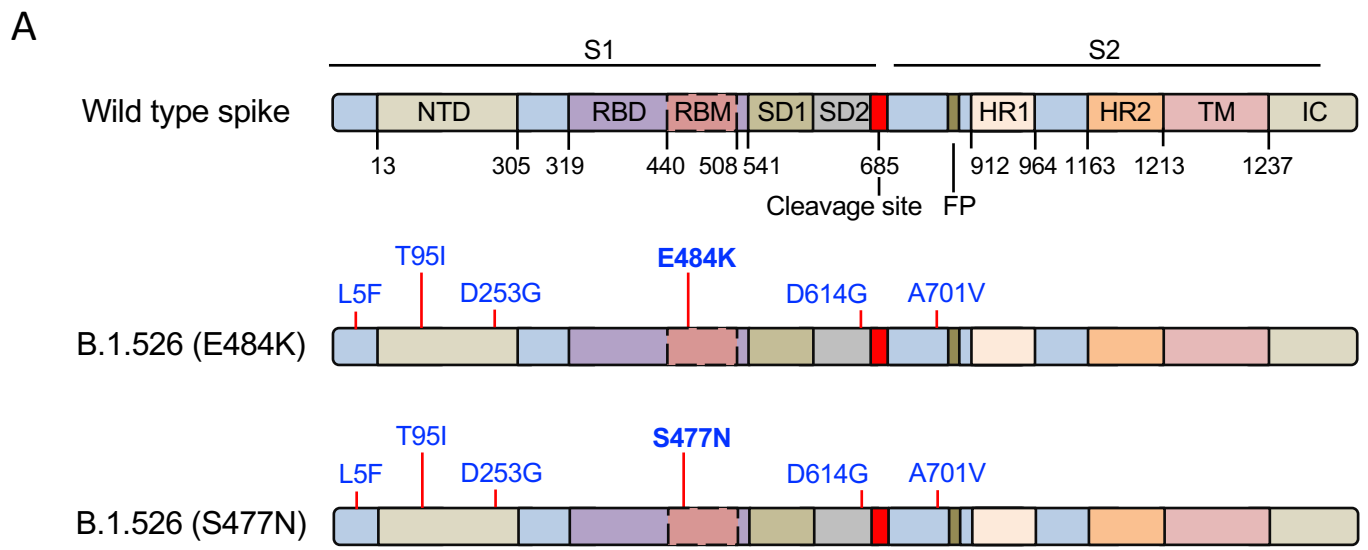 A
S1 S2
Wild type spike NTD RBD RBM SD1 SD2 HR1 HR2 TM IC
13 305 319 440 508 541 685 912 964 1163 1213 1237
Cleavage site FP
T95I E484K
L5F D253G D614G A701V
B.1.526 (E484K)
T95I S477N
L5F D253G D614G A701V
B.1.526 (S477N)